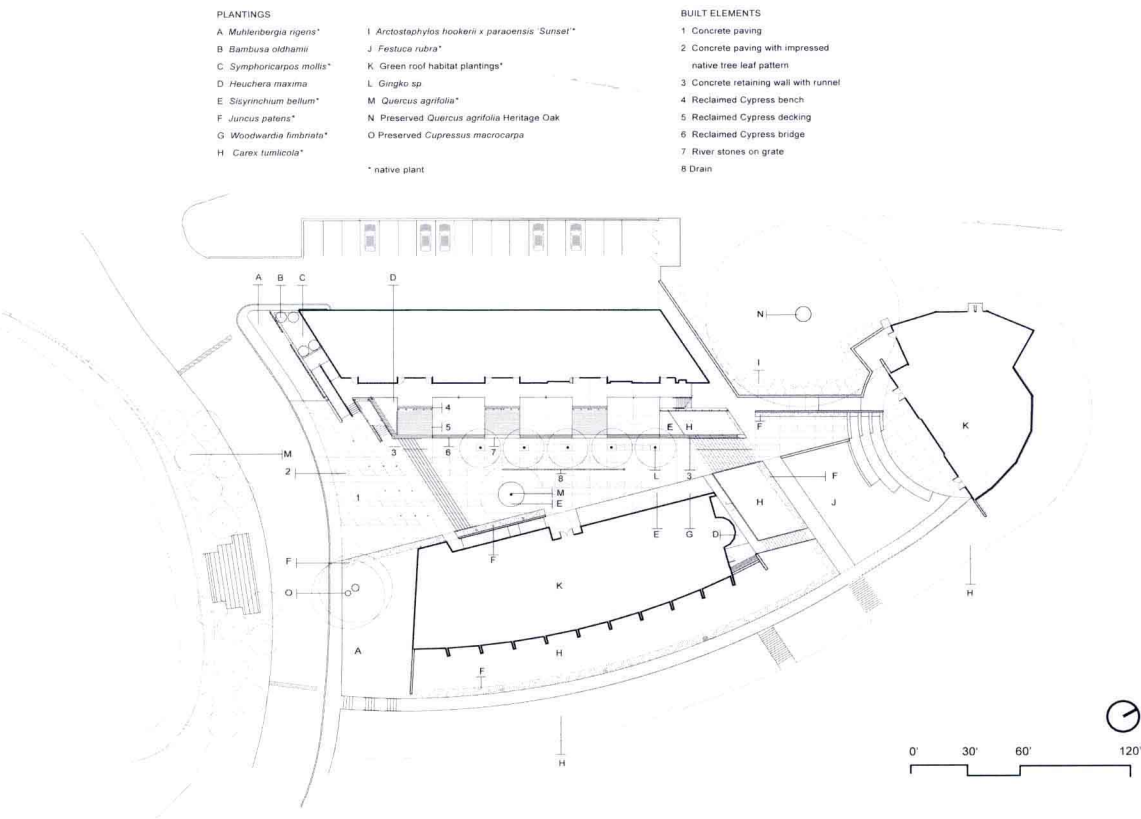 PLANTINGS
A Muhlenbergia rigens*
B Bambusa oldhamii
C Symphoricarpos mollis*
D Heuchera maxima
E Sisyrinchium bellum*
F Juncus patens*
G Woodwardia fimbriata*
H Carex tumlicola*
I Arctostaphylos hookerii x paraoensis 'Sunset'*
J Festuca rubra*
K Green roof habitat plantings*
L Gingko sp
M Quercus agrifolia*
N Preserved Quercus agrifolia Heritage Oak
O Preserved Cupressus macrocarpa
* native plant
BUILT ELEMENTS
1 Concrete paving
2 Concrete paving with impressed
native tree leaf pattern
3 Concrete retaining wall with runnel
4 Reclaimed Cypress bench
5 Reclaimed Cypress decking
6 Reclaimed Cypress bridge
7 River stones on grate
8 Drain
A B C D
N
I
4
5
E H
F
K
M
2
3 6 7
8
L 3
1
M
E
F
H
J
E G D
F
F
K
O
A
H
F
H
H
0' 30' 60' 120'